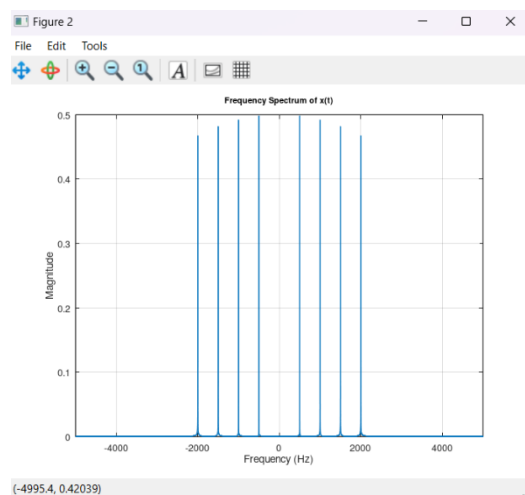 Figure 2
File Edit Tools
A
Frequency Spectrum of x(t)
0.5
0.4
0.3
0.2
0.1
0
Magnitude
-4000 -2000 0 2000 4000
Frequency (Hz)
(-4995.4, 0.42039)